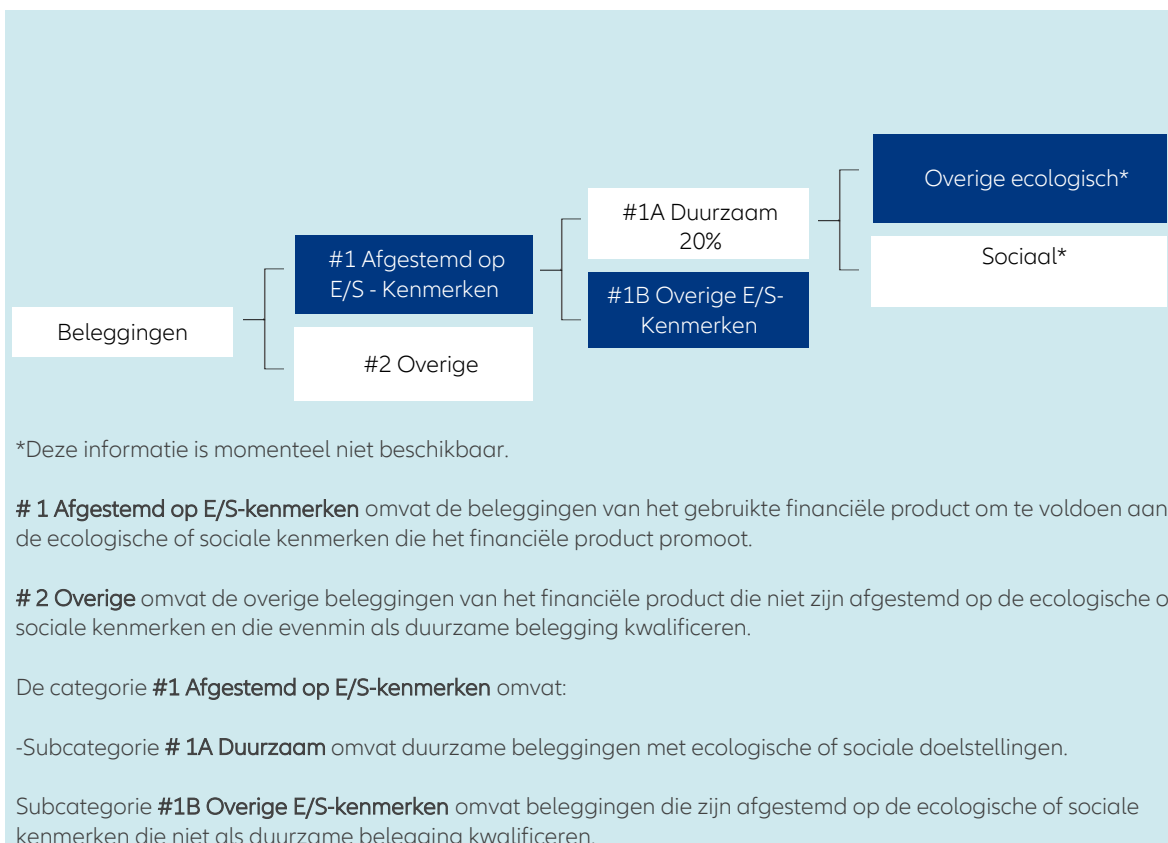 Overige ecologisch*
#1A Duurzaam
20%
Sociaal*
#1 Afgestemd op
E/S - Kenmerken
#1B Overige E/S-
Kenmerken
Beleggingen
#2 Overige
*Deze informatie is momenteel niet beschikbaar.
# 1 Afgestemd op E/S-kenmerken omvat de beleggingen van het gebruikte financiële product om te voldoen aan
de ecologische of sociale kenmerken die het financiële product promoot.
# 2 Overige omvat de overige beleggingen van het financiële product die niet zijn afgestemd op de ecologische o
sociale kenmerken en die evenmin als duurzame belegging kwalificeren.
De categorie #1 Afgestemd op E/S-kenmerken omvat:
-Subcategorie # 1A Duurzaam omvat duurzame beleggingen met ecologische of sociale doelstellingen.
Subcategorie #1B Overige E/S-kenmerken omvat beleggingen die zijn afgestemd op de ecologische of sociale
kenmerken die niet als duurzame belegging kwalificeren.